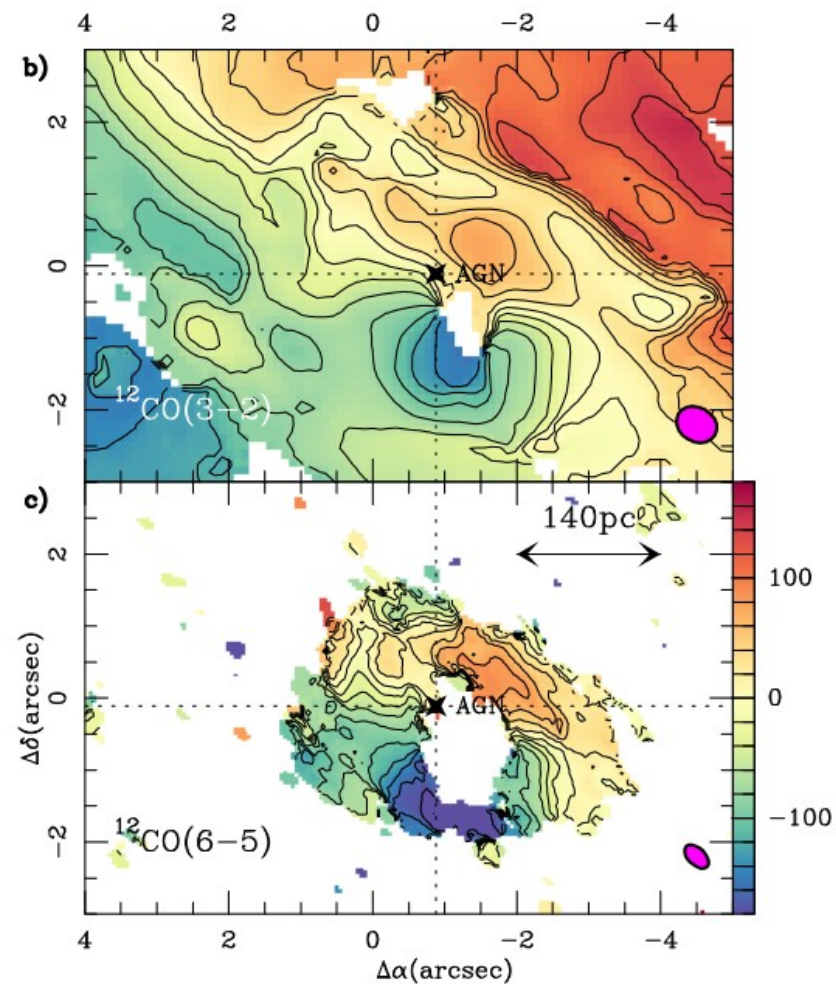 4 2 0 −2 −4
b)
2
0
−2
AGN
¹²CO(3−2)
c)
140pc
2
0
−2
AGN
¹²CO(6−5)
Δδ(arcsec)
100
0
−100
4 2 0 −2 −4
Δα(arcsec)